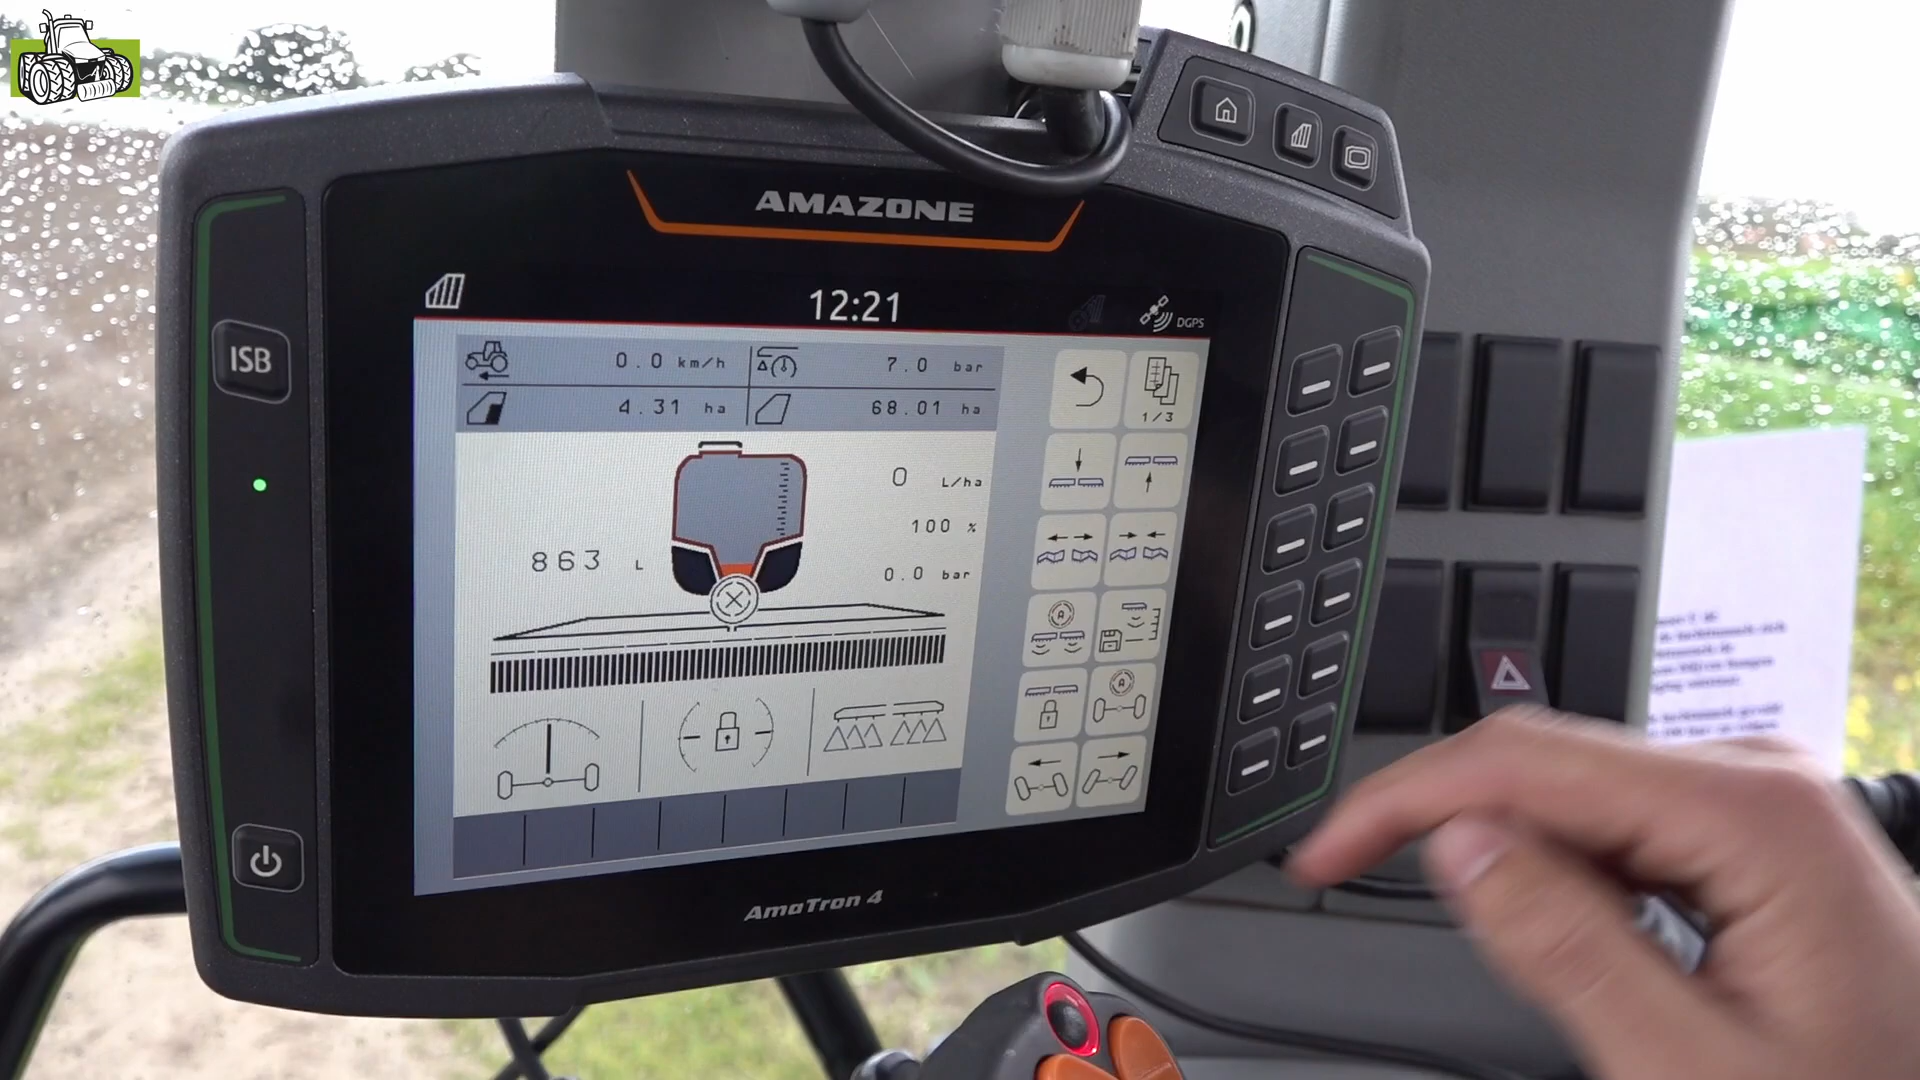 AMAZONE
ISB
12:21
DGPS
0.0 km/h
7.0 bar
4.31 ha
68.01 ha
1/3
0 L/ha
100 %
863 L
0.0 bar
A
A
AmaTron 4